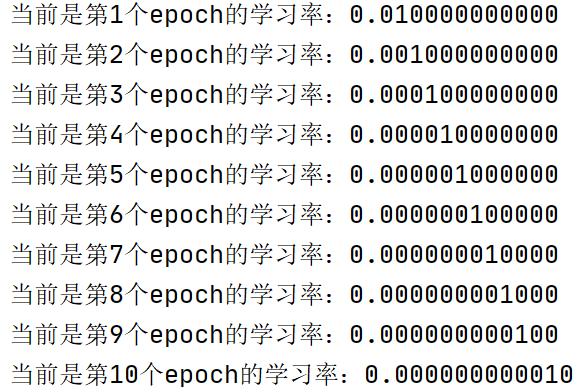 当前是第1个epoch的学习率：0.010000000000
当前是第2个epoch的学习率：0.001000000000
当前是第3个epoch的学习率：0.000100000000
当前是第4个epoch的学习率：0.000010000000
当前是第5个epoch的学习率：0.000001000000
当前是第6个epoch的学习率：0.000000100000
当前是第7个epoch的学习率：0.000000010000
当前是第8个epoch的学习率：0.000000001000
当前是第9个epoch的学习率：0.000000000100
当前是第10个epoch的学习率：0.000000000010